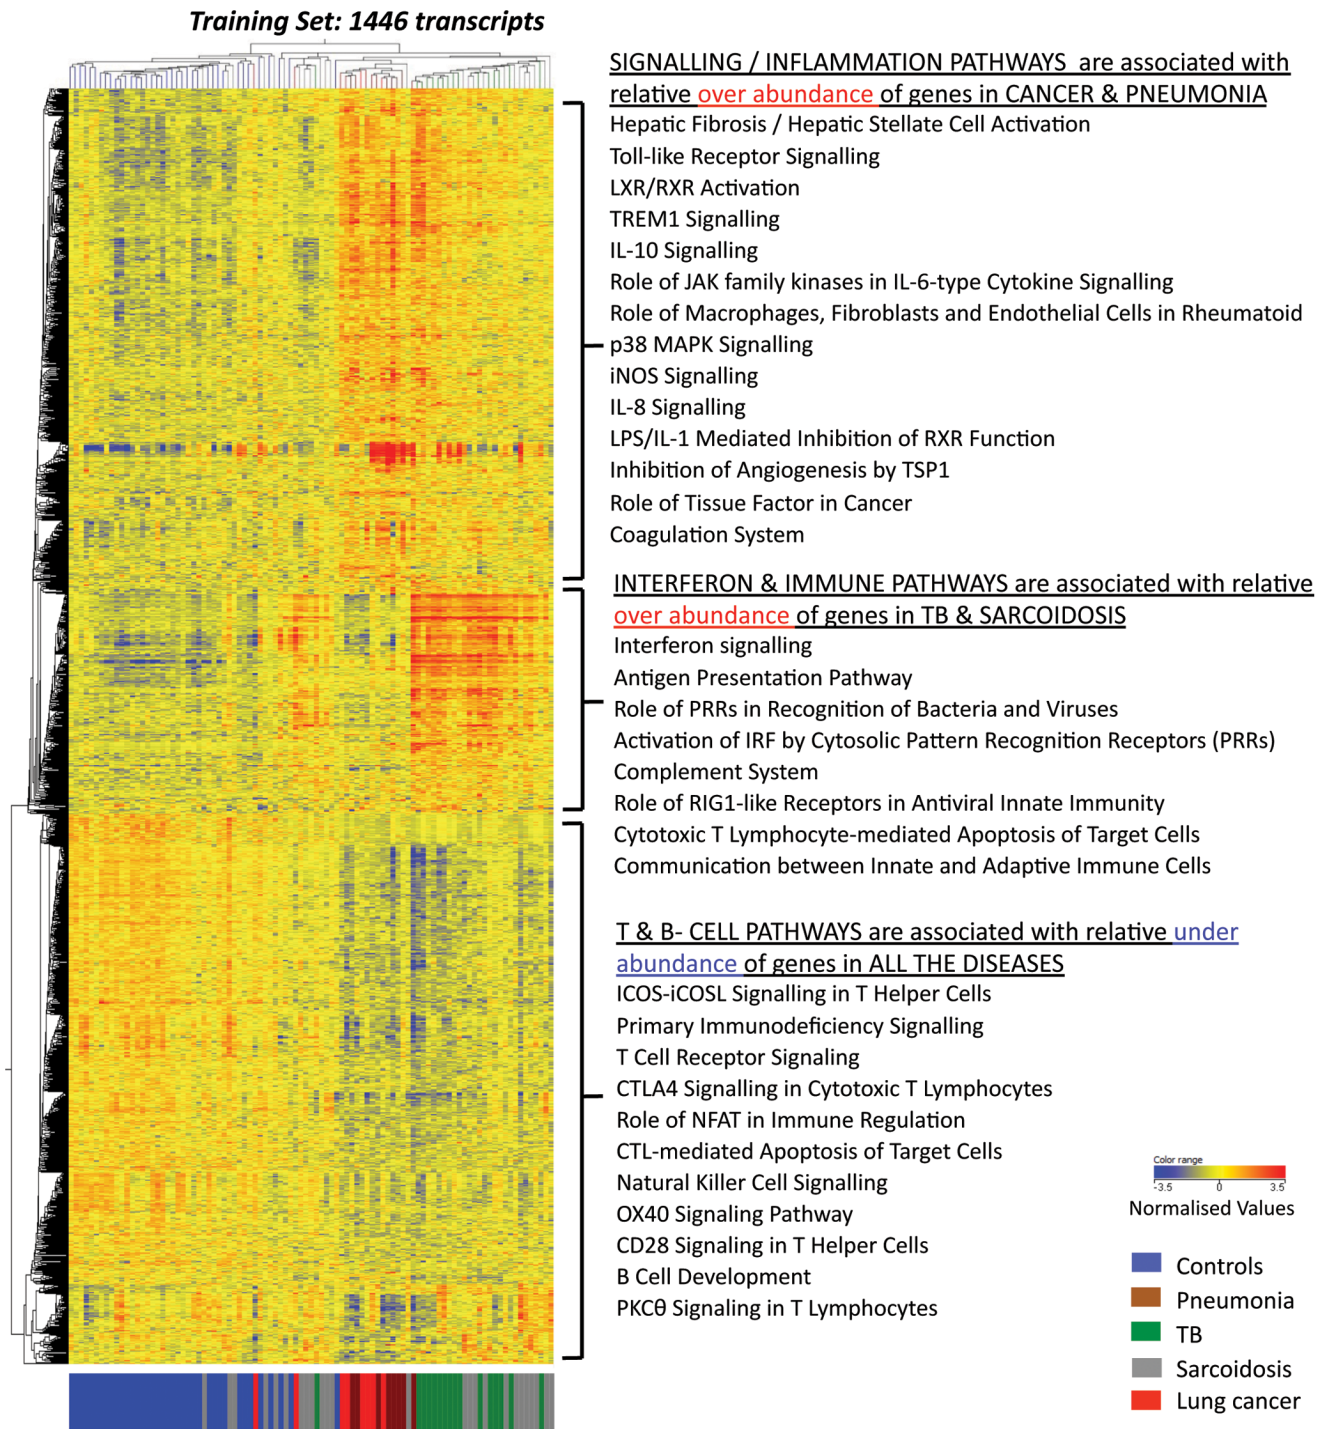 Training Set: 1446 transcripts
SIGNALLING / INFLAMMATION PATHWAYS are associated with
relative over abundance of genes in CANCER & PNEUMONIA
Hepatic Fibrosis / Hepatic Stellate Cell Activation
Toll-like Receptor Signalling
LXR/RXR Activation
TREM1 Signalling
IL-10 Signalling
Role of JAK family kinases in IL-6-type Cytokine Signalling
Role of Macrophages, Fibroblasts and Endothelial Cells in Rheumatoid
p38 MAPK Signalling
iNOS Signalling
IL-8 Signalling
LPS/IL-1 Mediated Inhibition of RXR Function
Inhibition of Angiogenesis by TSP1
Role of Tissue Factor in Cancer
Coagulation System
INTERFERON & IMMUNE PATHWAYS are associated with relative
over abundance of genes in TB & SARCOIDOSIS
Interferon signalling
Antigen Presentation Pathway
Role of PRRs in Recognition of Bacteria and Viruses
Activation of IRF by Cytosolic Pattern Recognition Receptors (PRRs)
Complement System
Role of RIG1-like Receptors in Antiviral Innate Immunity
Cytotoxic T Lymphocyte-mediated Apoptosis of Target Cells
Communication between Innate and Adaptive Immune Cells
T & B- CELL PATHWAYS are associated with relative under
abundance of genes in ALL THE DISEASES
ICOS-iCOSL Signalling in T Helper Cells
Primary Immunodeficiency Signalling
T Cell Receptor Signaling
CTLA4 Signalling in Cytotoxic T Lymphocytes
Role of NFAT in Immune Regulation
CTL-mediated Apoptosis of Target Cells
Natural Killer Cell Signalling
OX40 Signaling Pathway
CD28 Signaling in T Helper Cells
B Cell Development
PKCθ Signaling in T Lymphocytes
Color range
-3.5 0 3.5
Normalised Values
Controls
Pneumonia
TB
Sarcoidosis
Lung cancer